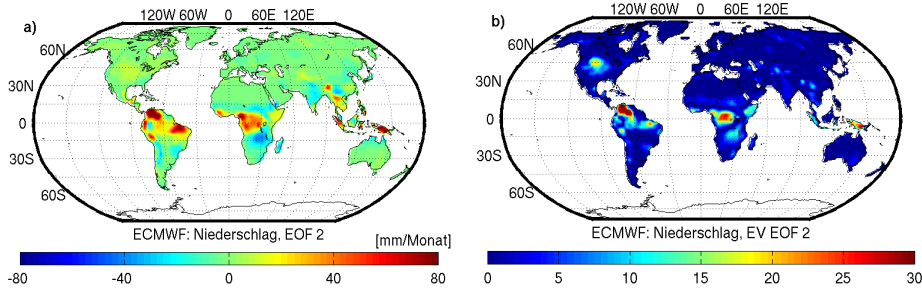 a)
120W 60W 0 60E 120E
60N
30N
0
30S
60S
ECMWF: Niederschlag, EOF 2
[mm/Monat]
-80 -40 0 40 80
b)
120W 60W 0 60E 120E
60N
30N
0
30S
60S
ECMWF: Niederschlag, EV EOF 2
0 5 10 15 20 25 30